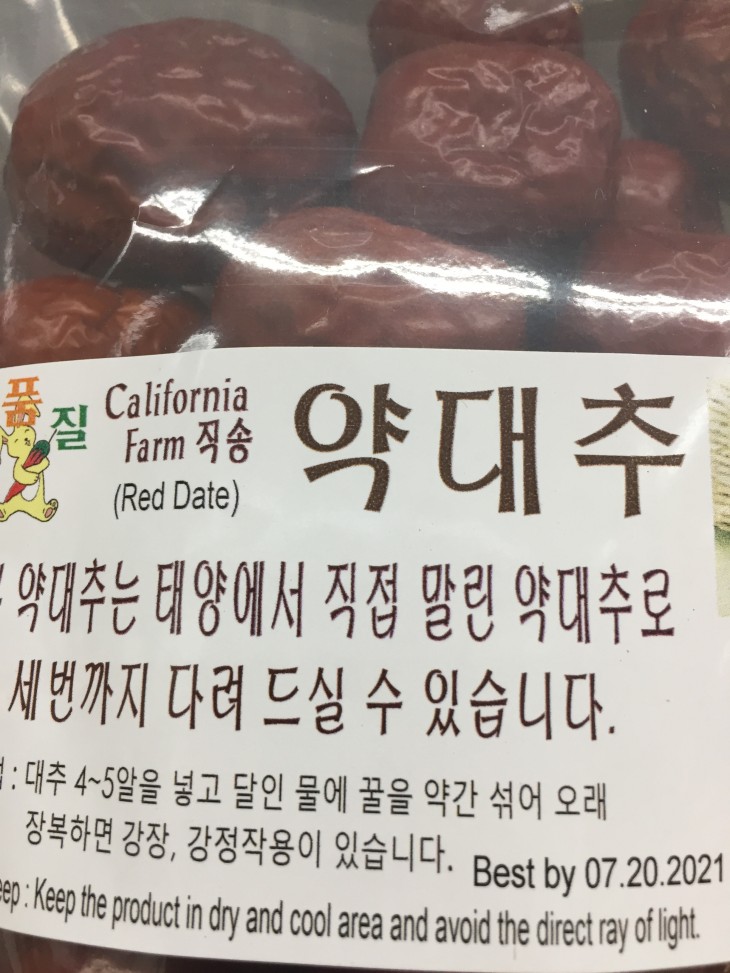 품
질
California
Farm 직송
(Red Date)
약대추
약대추는 태양에서 직접 말린 약대추로
세번까지 다려 드실 수 있습니다.
: 대추 4~5알을 넣고 달인 물에 꿀을 약간 섞어 오래
장복하면 강장, 강정작용이 있습니다.
Best by 07.20.2021
eep : Keep the product in dry and cool area and avoid the direct ray of light.